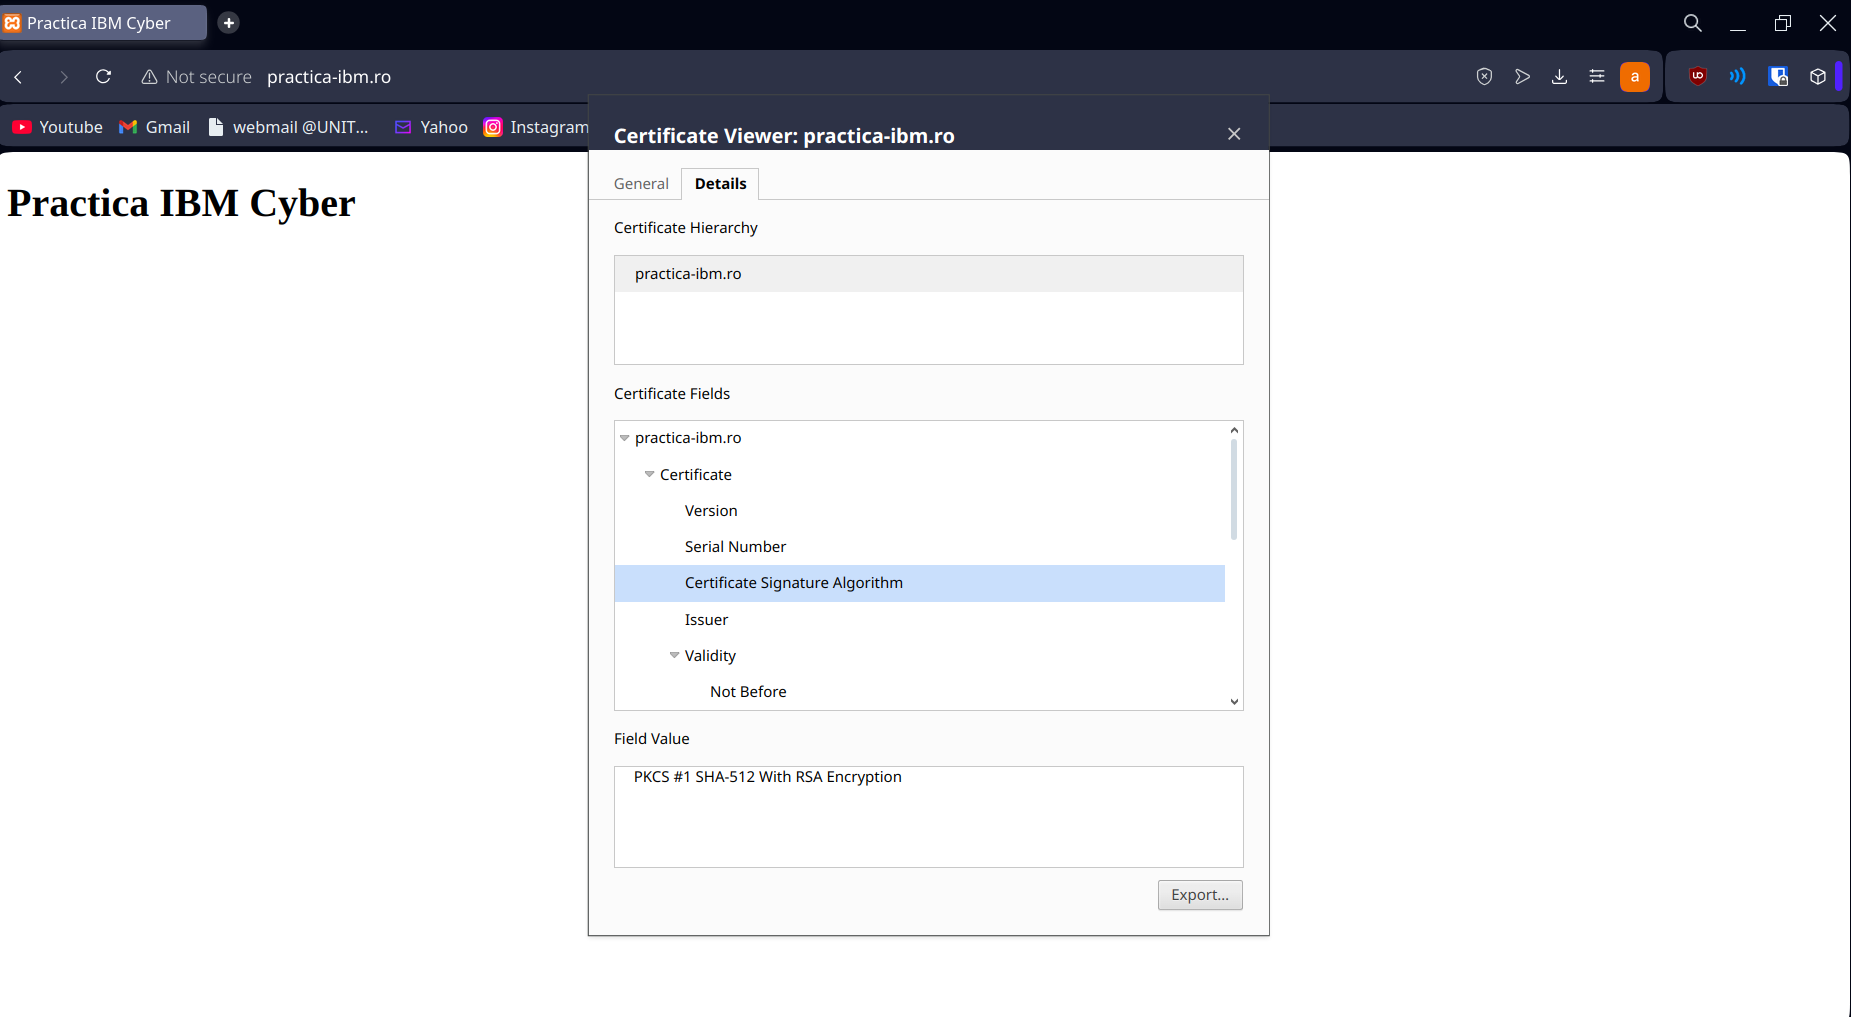 Practica IBM Cyber
Not secure practica-ibm.ro
a
Youtube Gmail webmail @UNIT... Yahoo Instagram
Practica IBM Cyber
Certificate Viewer: practica-ibm.ro
General Details
Certificate Hierarchy
practica-ibm.ro
Certificate Fields
practica-ibm.ro
Certificate
Version
Serial Number
Certificate Signature Algorithm
Issuer
Validity
Not Before
Field Value
PKCS #1 SHA-512 With RSA Encryption
Export...